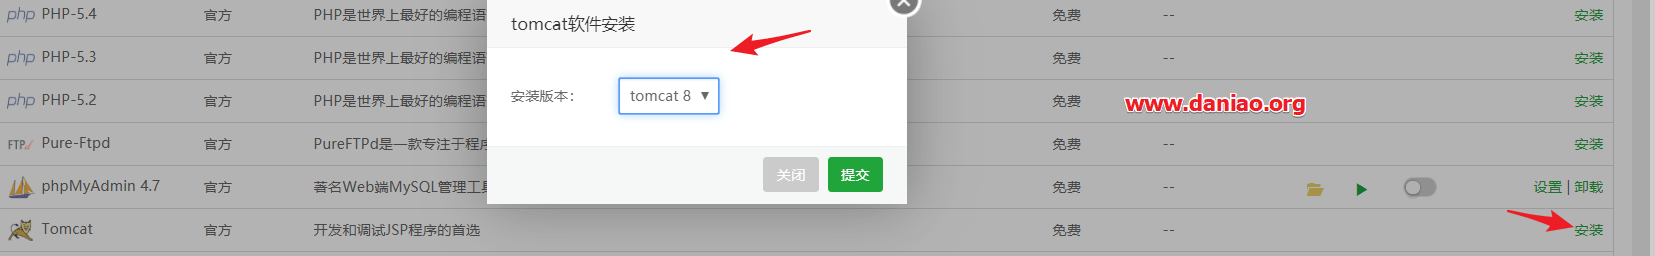 php PHP-5.4 官方 PHP是世界上最好的编程语 免费 -- 安装
tomcat软件安装
php PHP-5.3 官方 PHP是世界上最好的编程语 免费 -- 安装
安装版本: tomcat 8
php PHP-5.2 官方 PHP是世界上最好的编程语 免费 -- 安装
www.daniao.org
FTP Pure-Ftpd 官方 PureFTPd是一款专注于程序 免费 -- 安装
关闭 提交
phpMyAdmin 4.7 官方 著名Web端MySQL管理工具 免费 -- 设置 | 卸载
Tomcat 官方 开发和调试JSP程序的首选 免费 -- 安装